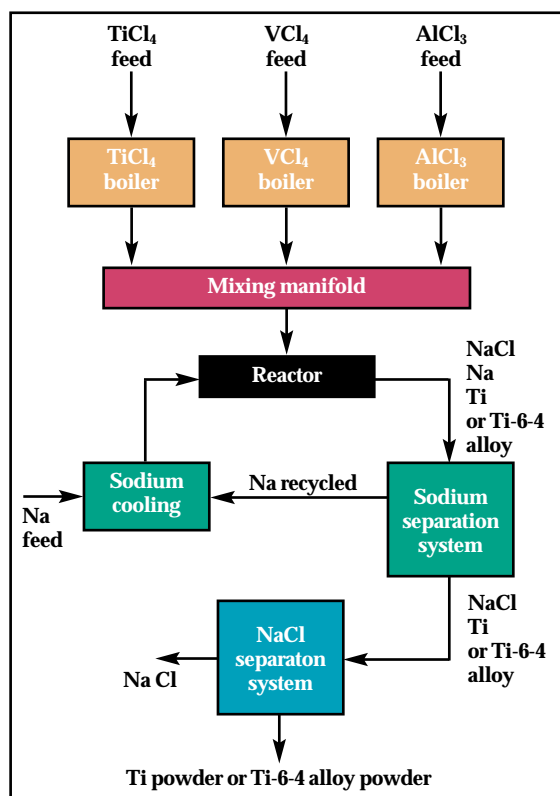 TiCl₄
feed
VCl₄
feed
AlCl₃
feed
TiCl₄
boiler
VCl₄
boiler
AlCl₃
boiler
Mixing manifold
Reactor
NaCl
Na
Ti
or Ti-6-4
alloy
Sodium
cooling
Na recycled
Sodium
separation
system
Na
feed
NaCl
Ti
or Ti-6-4
alloy
NaCl
separaton
system
Na Cl
Ti powder or Ti-6-4 alloy powder